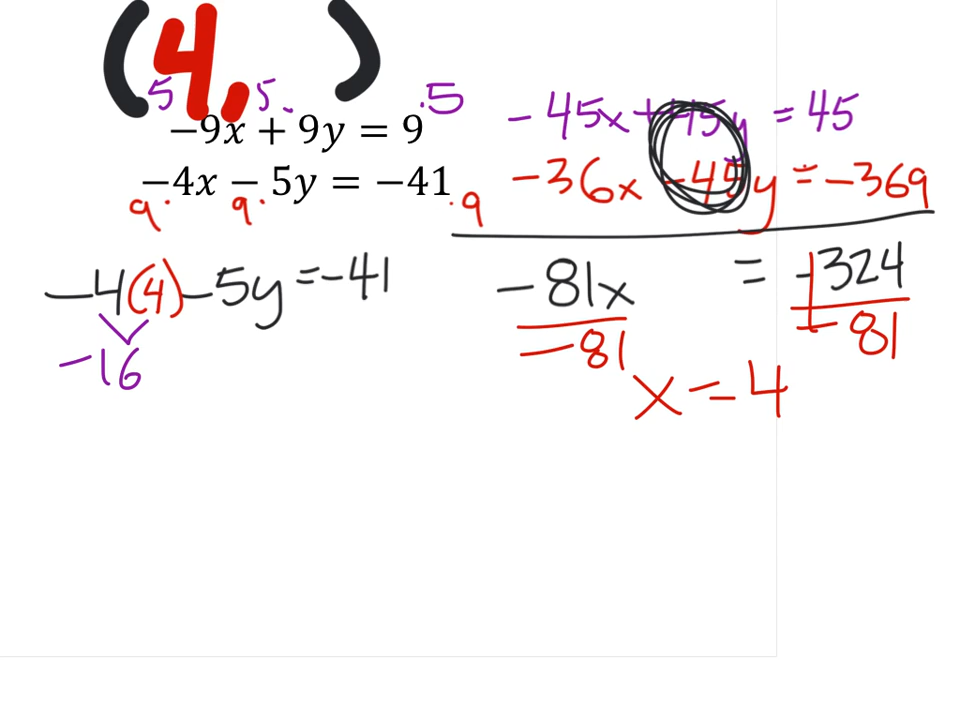 (4, )
5 5. .5
−9x + 9y = 9
−4x − 5y = −41
9. 9. .9
-45x+45y = 45
-36x -45y = -369
-81x = -324
-81 -81
x = 4
-4(4)-5y=-41
-16